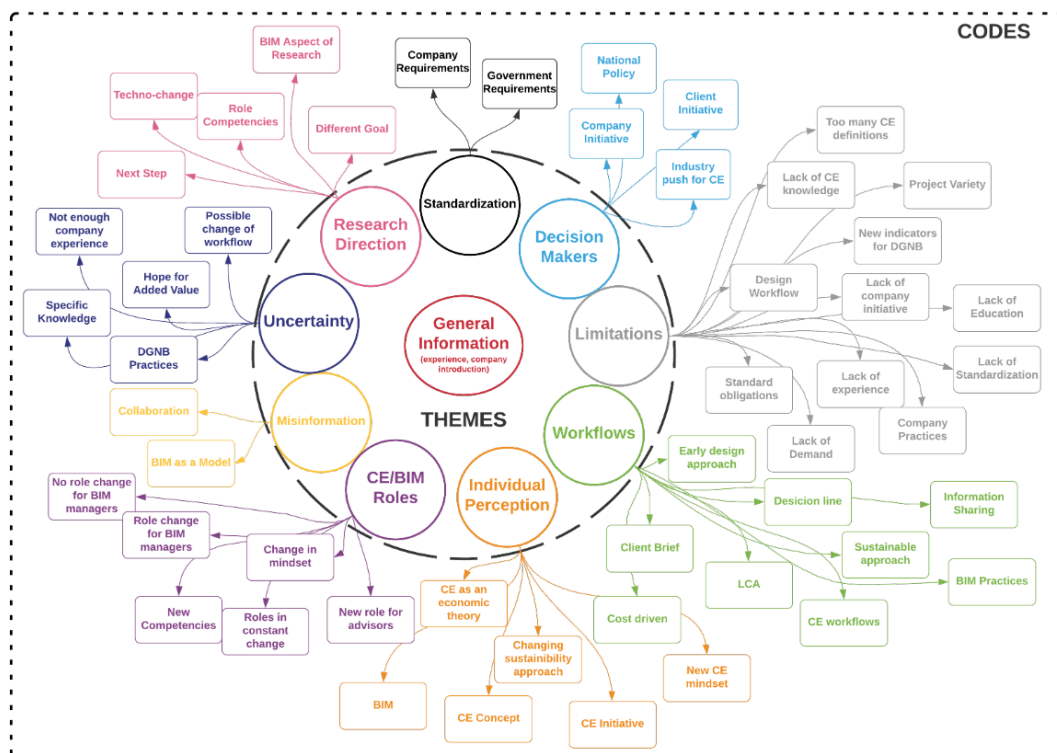 CODES
BIM Aspect of
Research
Techno-change
Role
Competencies
Different Goal
Next Step
Research
Direction
Company
Requirements
Government
Requirements
Standardization
National
Policy
Client
Initiative
Company
Initiative
Industry
push for CE
Decision
Makers
Too many CE
definitions
Lack of CE
knowledge
Project Variety
New indicators
for DGNB
Design
Workflow
Lack of
company
initiative
Lack of
Education
Limitations
Lack of
Standardization
Standard
obligations
Lack of
experience
Company
Practices
Lack of
Demand
Not enough
company
experience
Possible
change of
workflow
Hope for
Added Value
Specific
Knowledge
DGNB
Practices
Uncertainty
General
Information
(experience, company
introduction)
THEMES
Collaboration
BIM as a Model
Misinformation
Workflows
Early design
approach
Desicion line
Information
Sharing
Client Brief
LCA
Sustainable
approach
BIM Practices
Cost driven
CE workflows
CE/BIM
Roles
No role change
for BIM
managers
Role change
for BIM
managers
Change in
mindset
New
Competencies
Roles in
constant
change
New role for
advisors
Individual
Perception
CE as an
economic
theory
Changing
sustainibility
approach
New CE
mindset
BIM
CE Concept
CE Initiative